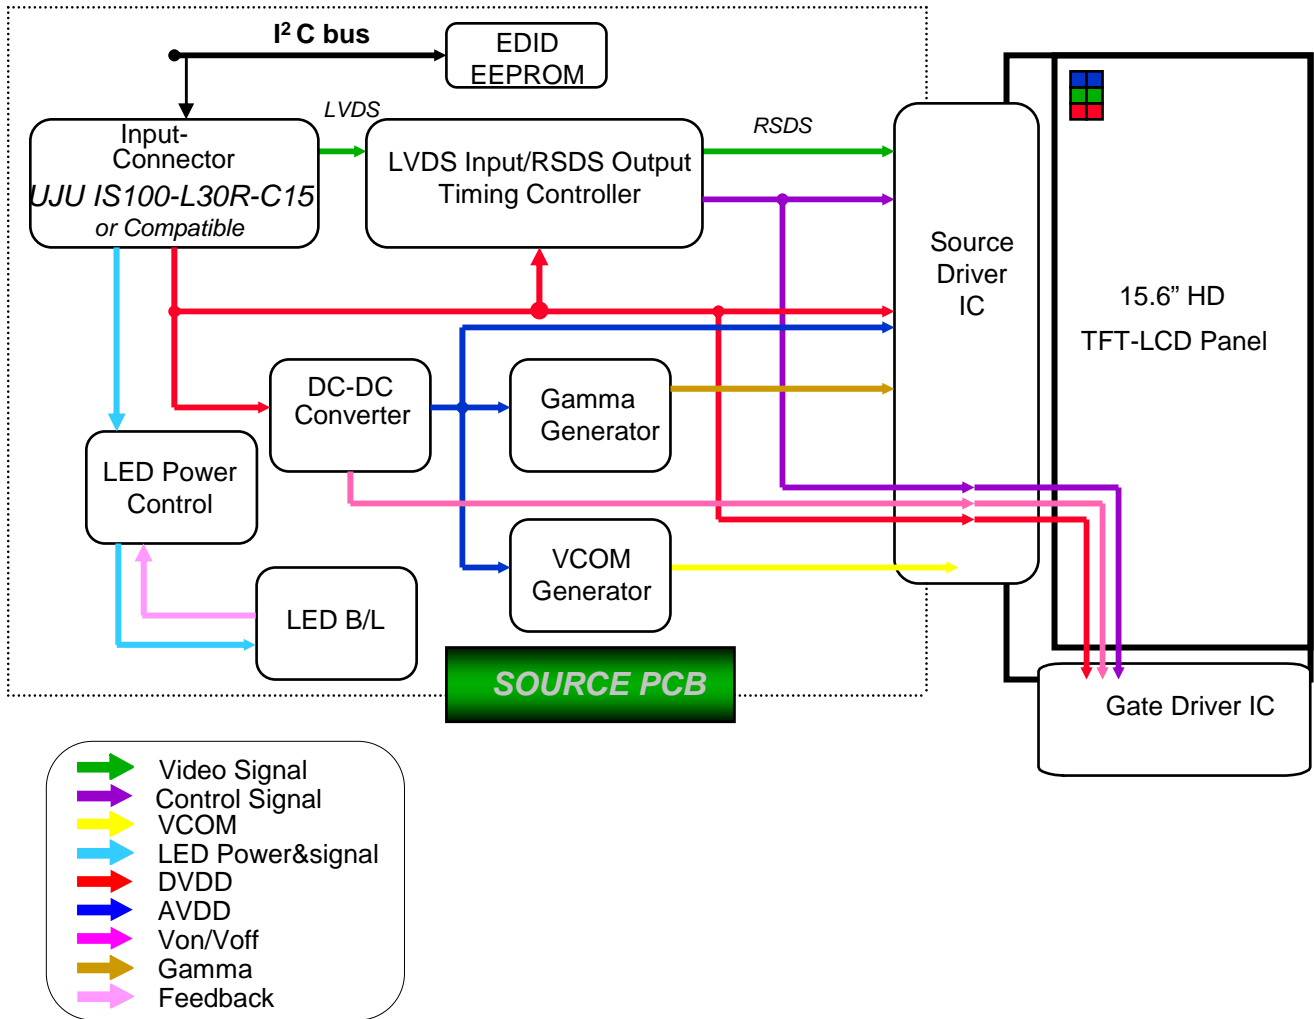 I² C bus
EDID
EEPROM
LVDS
RSDS
Input-
Connector
UJU IS100-L30R-C15
or Compatible
LVDS Input/RSDS Output
Timing Controller
Source
Driver
IC
15.6” HD
TFT-LCD Panel
DC-DC
Converter
Gamma
Generator
LED Power
Control
VCOM
Generator
LED B/L
SOURCE PCB
Gate Driver IC
Video Signal
Control Signal
VCOM
LED Power&signal
DVDD
AVDD
Von/Voff
Gamma
Feedback